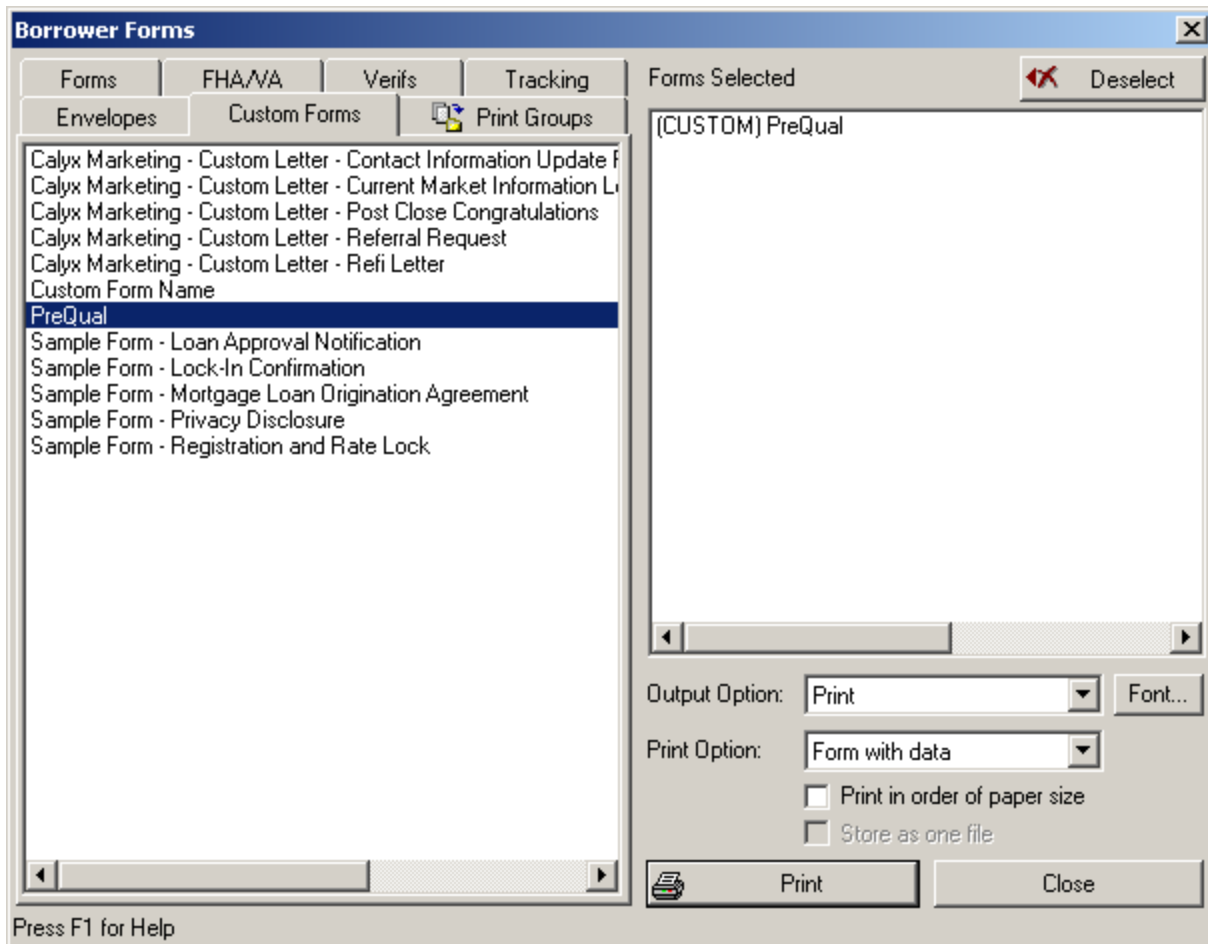 Borrower Forms
Forms
FHA/VA
Verifs
Tracking
Envelopes
Custom Forms
Print Groups
Calyx Marketing - Custom Letter - Contact Information Update
Calyx Marketing - Custom Letter - Current Market Information
Calyx Marketing - Custom Letter - Post Close Congratulations
Calyx Marketing - Custom Letter - Referral Request
Calyx Marketing - Custom Letter - Refi Letter
Custom Form Name
PreQual
Sample Form - Loan Approval Notification
Sample Form - Lock-In Confirmation
Sample Form - Mortgage Loan Origination Agreement
Sample Form - Privacy Disclosure
Sample Form - Registration and Rate Lock
Forms Selected
Deselect
(CUSTOM) PreQual
Output Option:
Print
Font...
Print Option:
Form with data
Print in order of paper size
Store as one file
Print
Close
Press F1 for Help